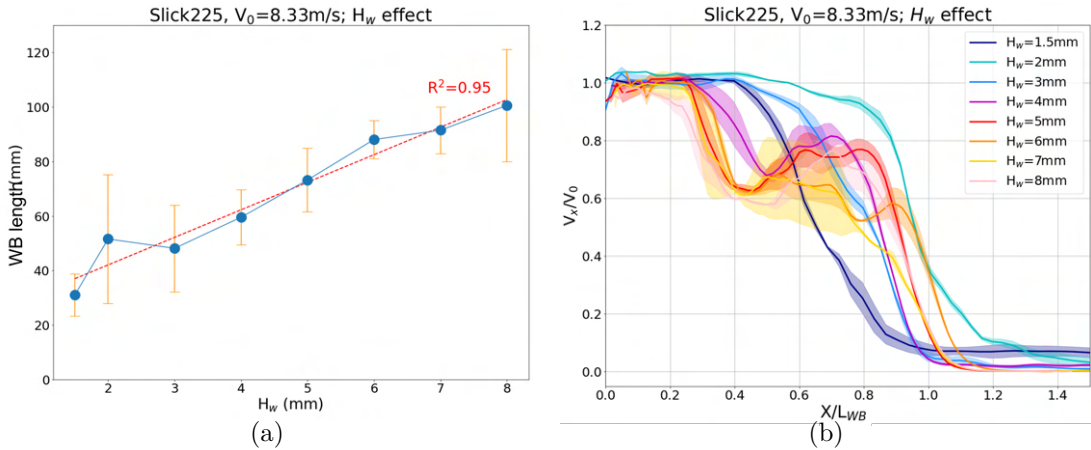 Slick225, V₀=8.33m/s; H_w effect
R²=0.95
WB length(mm)
120
100
80
60
40
20
0
2
3
4
5
6
7
8
H_w (mm)
(a)
Slick225, V₀=8.33m/s; H_w effect
H_w=1.5mm
H_w=2mm
H_w=3mm
H_w=4mm
H_w=5mm
H_w=6mm
H_w=7mm
H_w=8mm
V_x/V_0
1.2
1.0
0.8
0.6
0.4
0.2
0.0
0.0
0.2
0.4
0.6
0.8
1.0
1.2
1.4
X/L_WB
(b)